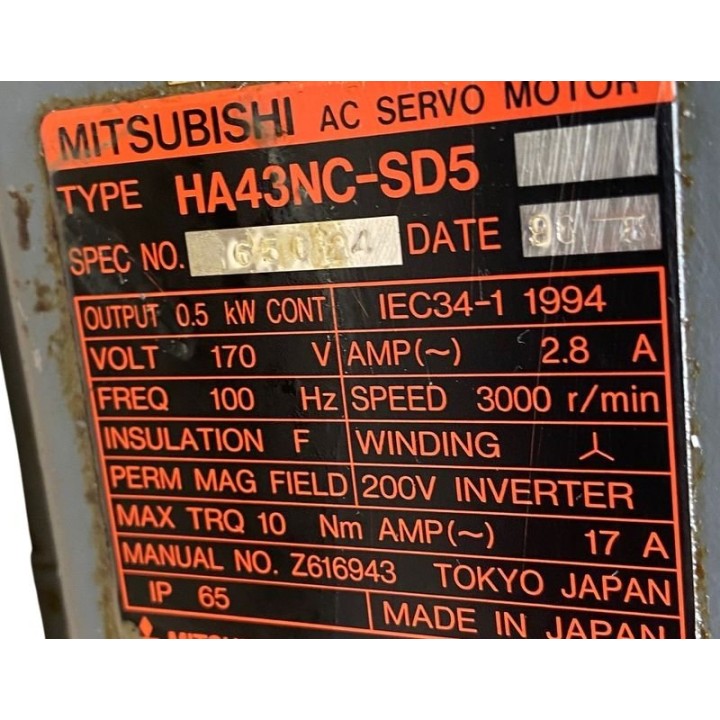 MITSUBISHI AC SERVO MOTOR
TYPE HA43NC-SD5
SPEC NO. DATE
OUTPUT 0.5 kW CONT IEC34-1 1994
VOLT 170 V AMP(~) 2.8 A
FREQ 100 Hz SPEED 3000 r/min
INSULATION F WINDING
PERM MAG FIELD 200V INVERTER
MAX TRQ 10 Nm AMP(~) 17 A
MANUAL NO. Z616943 TOKYO JAPAN
IP 65 MADE IN JAPAN